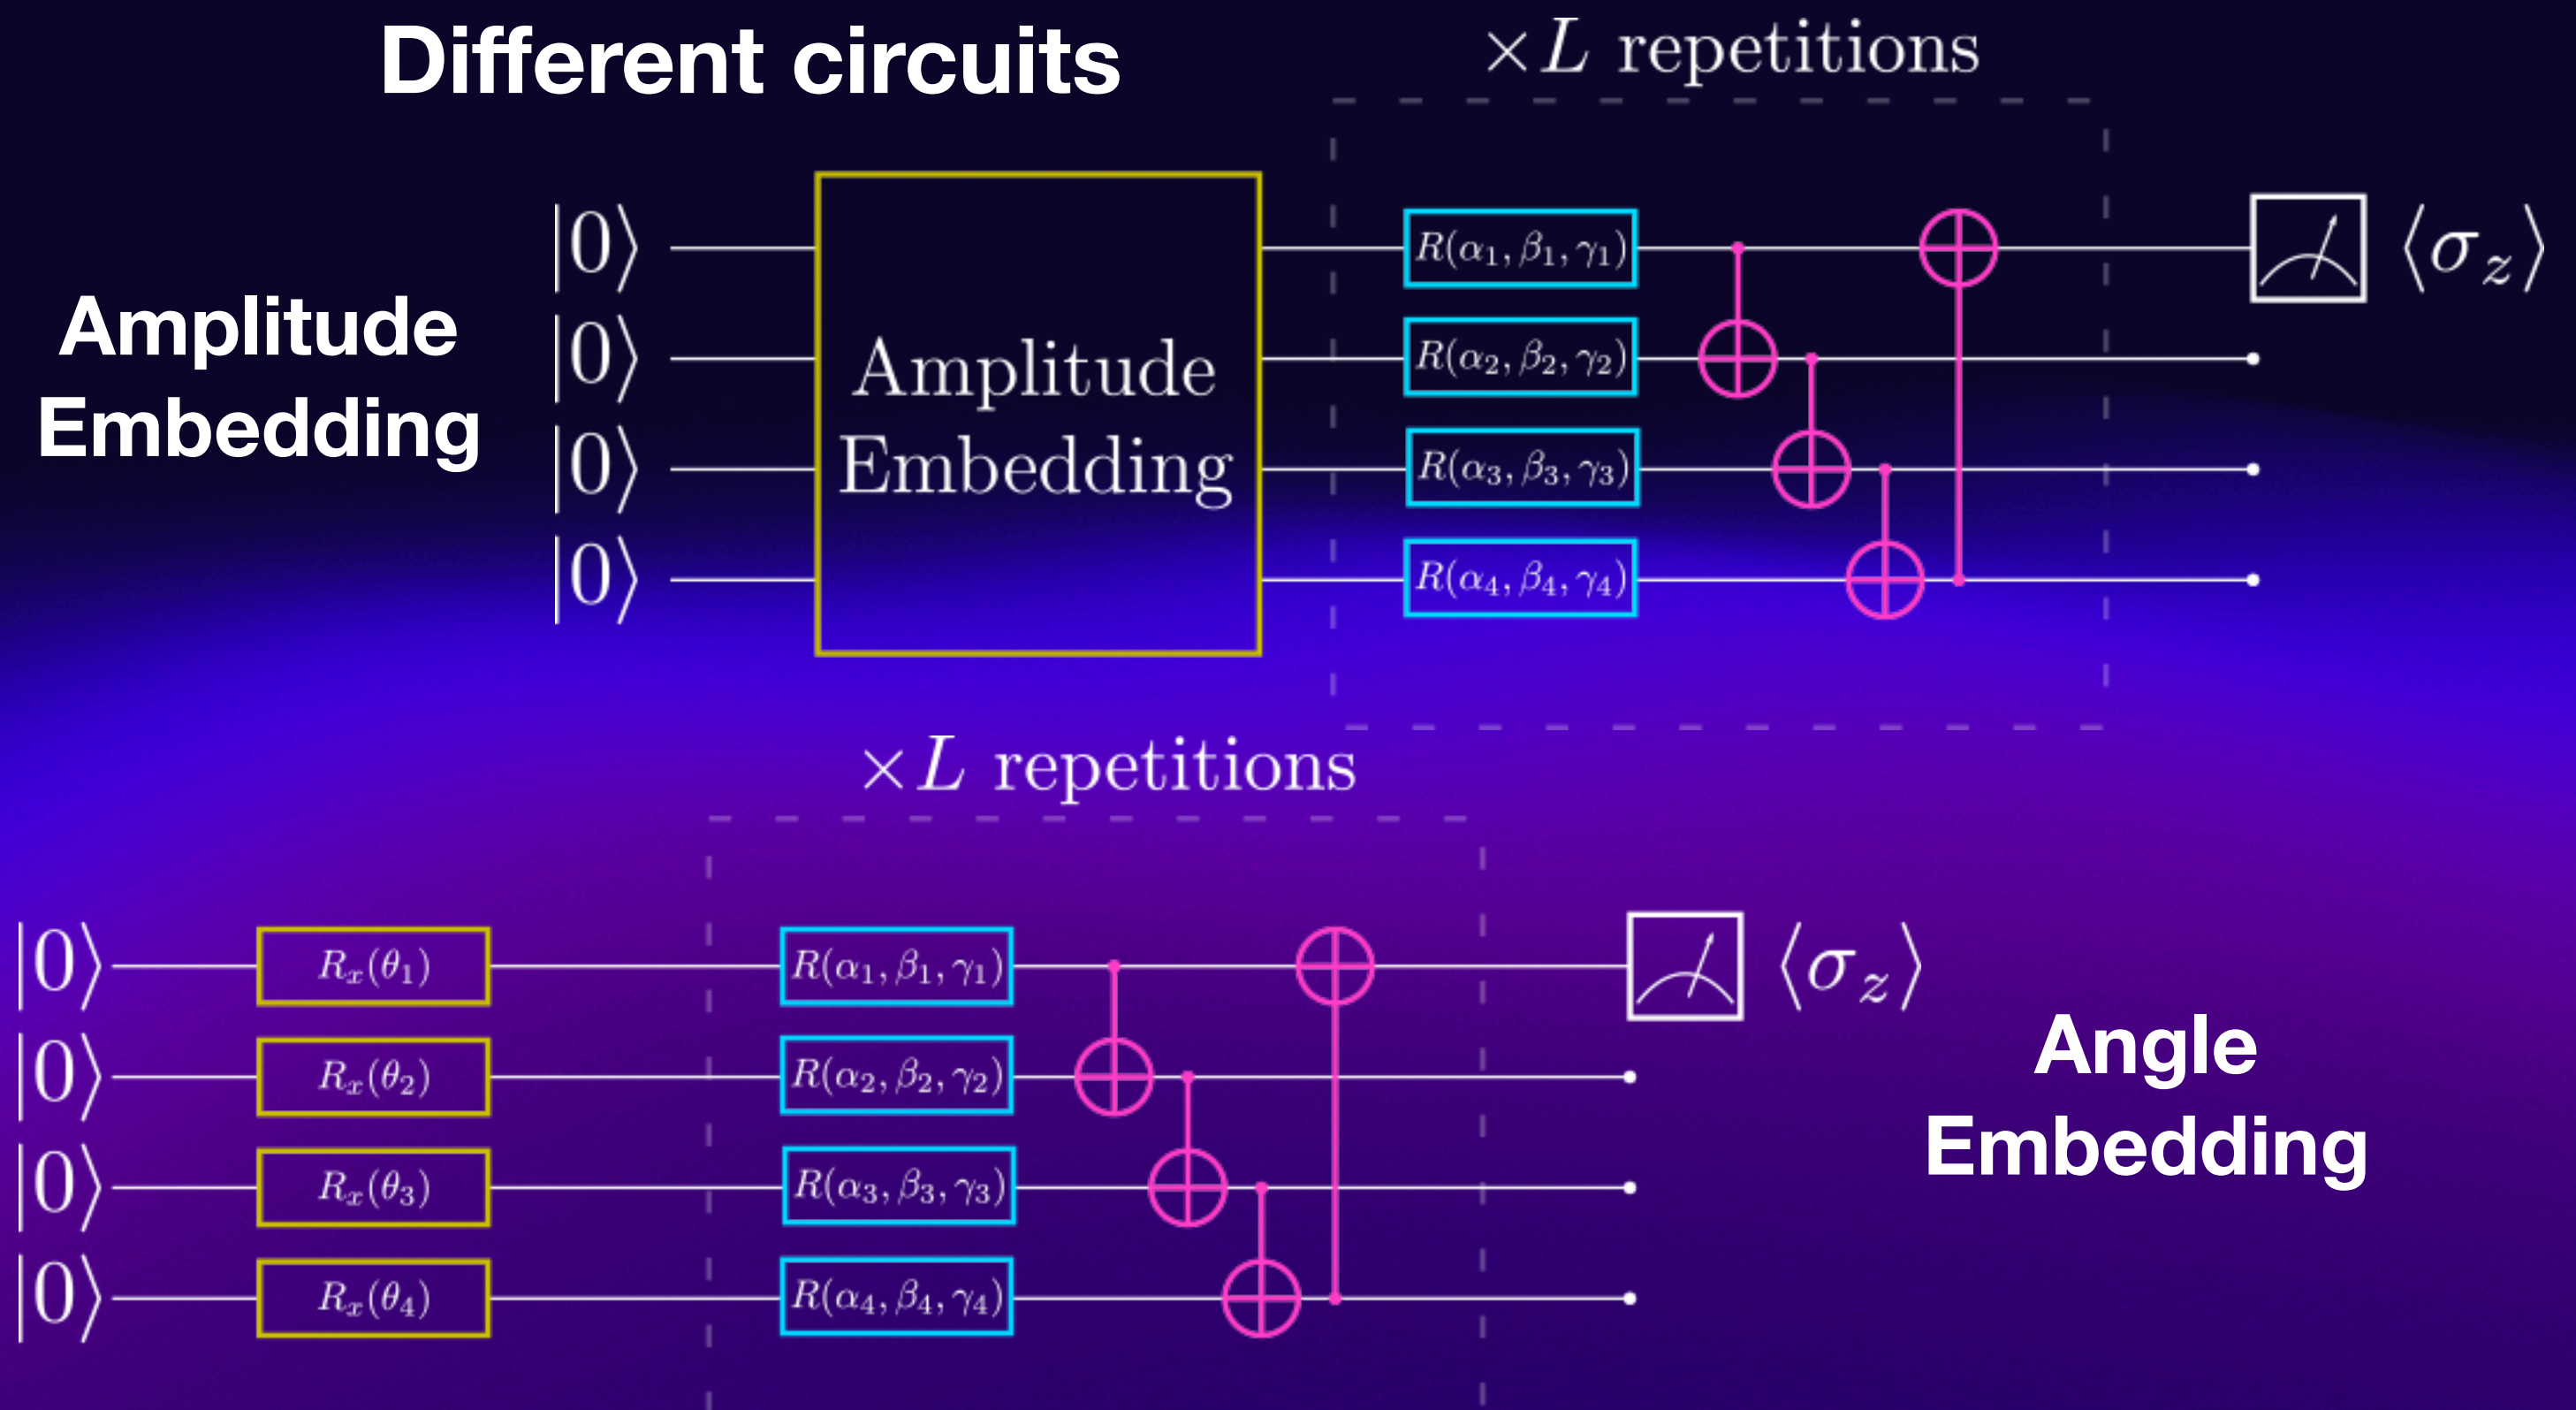 Different circuits
×L repetitions
Amplitude
Embedding
|0⟩
|0⟩
|0⟩
|0⟩
Amplitude
Embedding
R(α₁, β₁, γ₁)
R(α₂, β₂, γ₂)
R(α₃, β₃, γ₃)
R(α₄, β₄, γ₄)
⟨σ_z⟩
×L repetitions
|0⟩
|0⟩
|0⟩
|0⟩
Rₓ(θ₁)
Rₓ(θ₂)
Rₓ(θ₃)
Rₓ(θ₄)
R(α₁, β₁, γ₁)
R(α₂, β₂, γ₂)
R(α₃, β₃, γ₃)
R(α₄, β₄, γ₄)
⟨σ_z⟩
Angle
Embedding